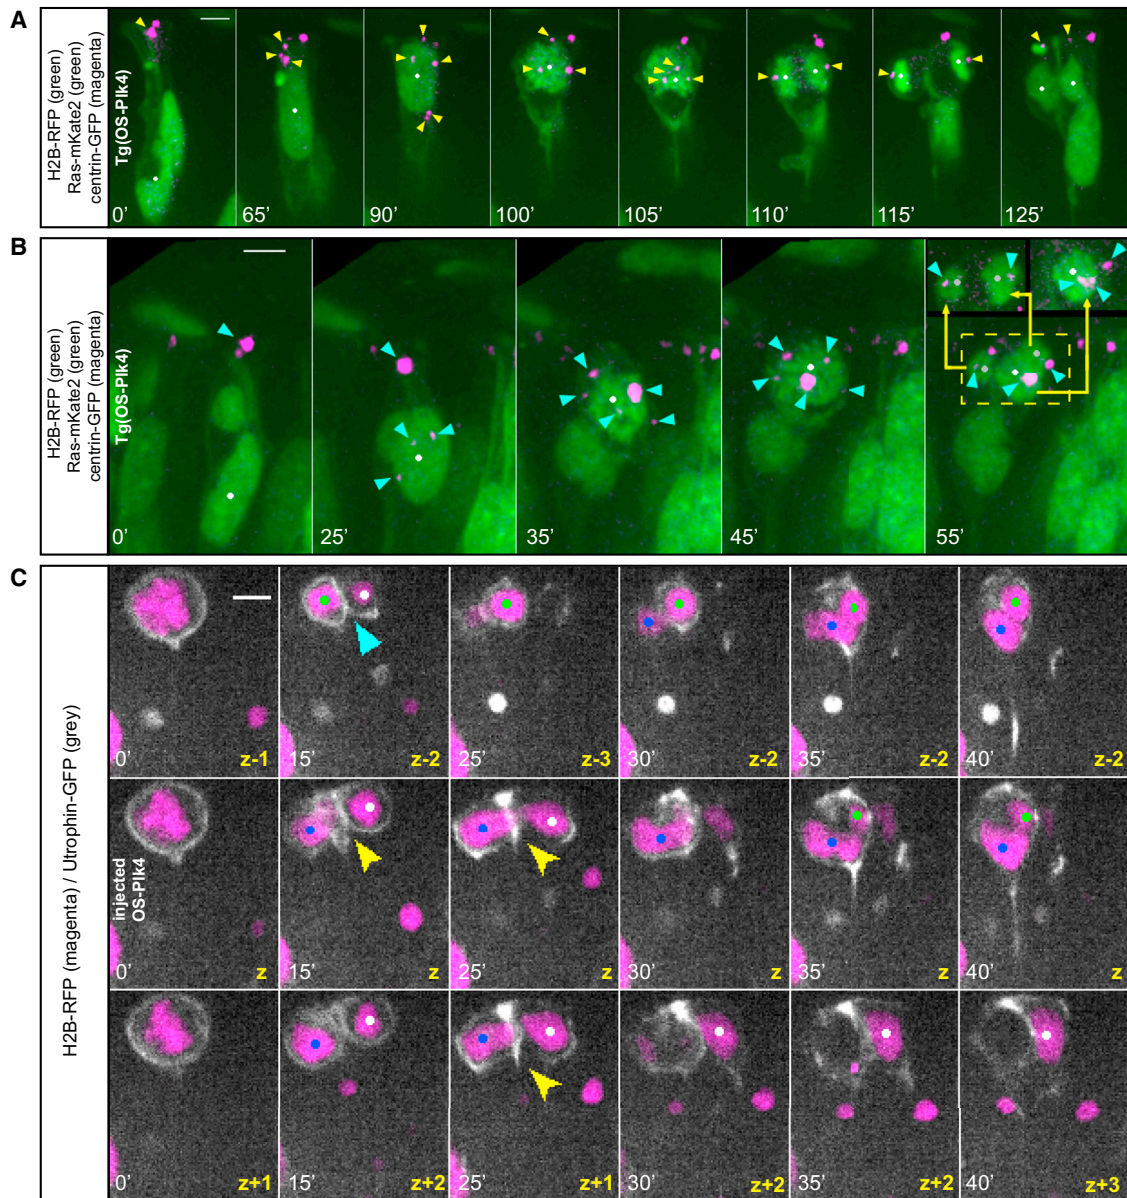 A
H2B-RFP (green)
Ras-mKate2 (green)
centrin-GFP (magenta)
Tg(OS-Plk4)
0’
65’
90’
100’
105’
110’
115’
125’
B
H2B-RFP (green)
Ras-mKate2 (green)
centrin-GFP (magenta)
Tg(OS-Plk4)
0’
25’
35’
45’
55’
C
H2B-RFP (magenta) / Utrophin-GFP (grey)
injected
OS-Plk4
0’
z-1
15’
z-2
25’
z-3
30’
z-2
35’
z-2
40’
z-2
0’
z
15’
z
25’
z
30’
z
35’
z
40’
z
0’
z+1
15’
z+2
25’
z+1
30’
z+2
35’
z+2
40’
z+3